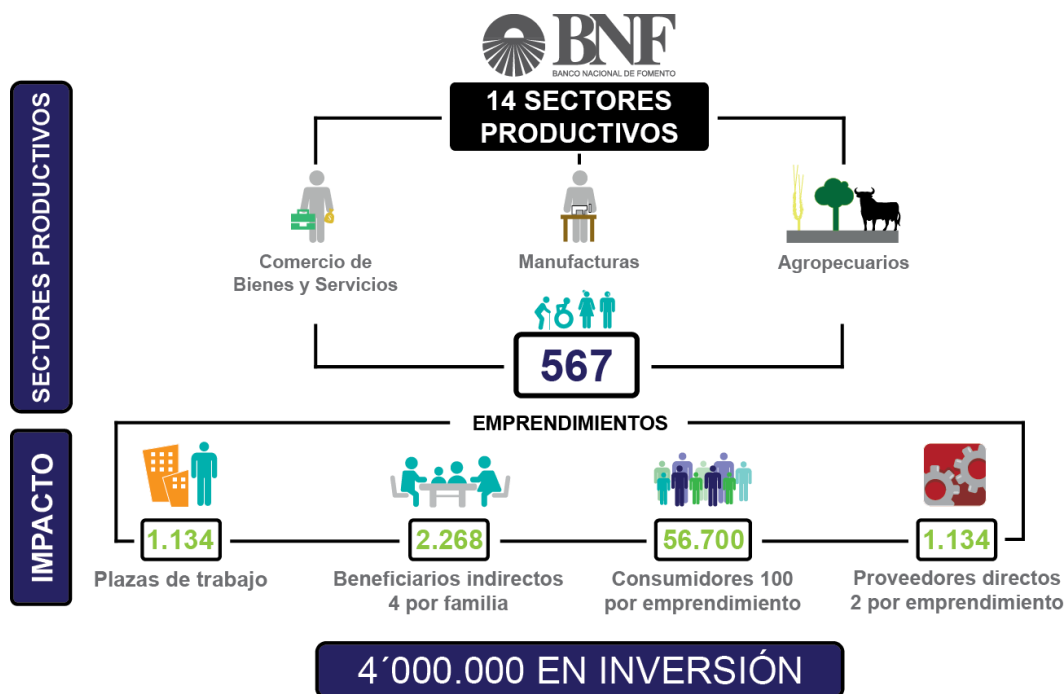 BNF
BANCO NACIONAL DE FOMENTO
SECTORES PRODUCTIVOS
14 SECTORES
PRODUCTIVOS
Comercio de
Bienes y Servicios
Manufacturas
Agropecuarios
567
EMPRENDIMIENTOS
IMPACTO
1.134
Plazas de trabajo
2.268
Beneficiarios indirectos
4 por familia
56.700
Consumidores 100
por emprendimiento
1.134
Proveedores directos
2 por emprendimiento
4´000.000 EN INVERSIÓN